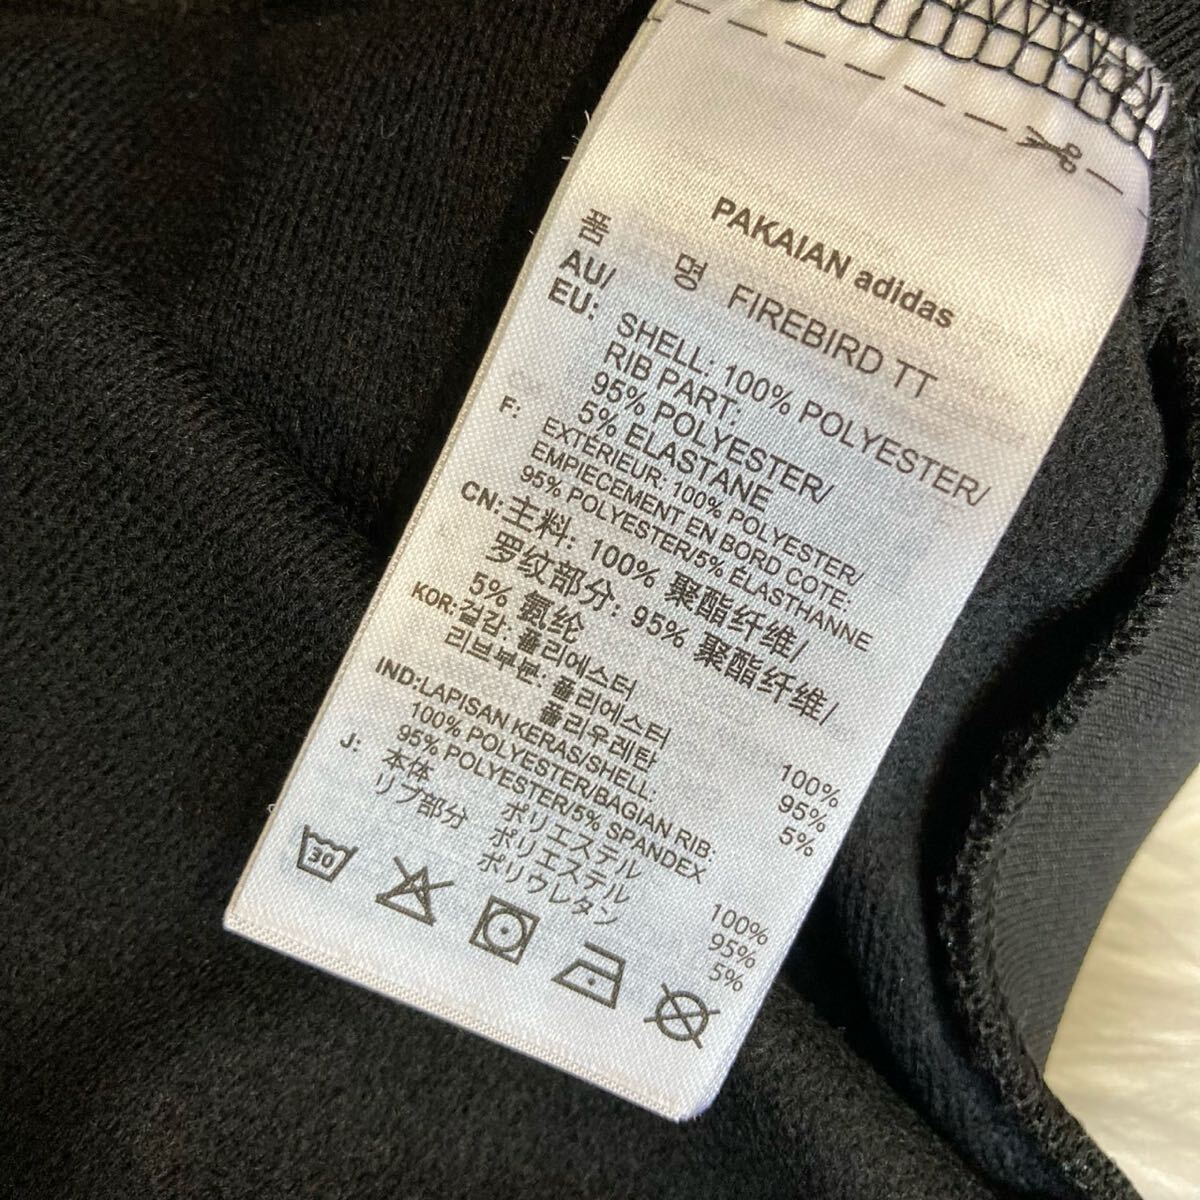 PAKAIAN adidas
품 명 FIREBIRD TT
AU/
EU: SHELL: 100% POLYESTER/
RIB PART:
95% POLYESTER/
5% ELASTANE
F: EXTÉRIEUR: 100% POLYESTER/
EMPIECEMENT EN BORD COTE:
95% POLYESTER/5% ÉLASTHANNE
CN: 主料: 100% 聚酯纤维/
罗纹部分: 95% 聚酯纤维/
5% 氨纶
KOR: 겉감: 폴리에스터 100%
리브부분: 폴리에스터 95%
폴리우레탄 5%
IND: LAPISAN KERAS/SHELL:
100% POLYESTER/BAGIAN RIB:
95% POLYESTER/5% SPANDEX
J: 本体 ポリエステル 100%
リブ部分 ポリエステル 95%
ポリウレタン 5%
30